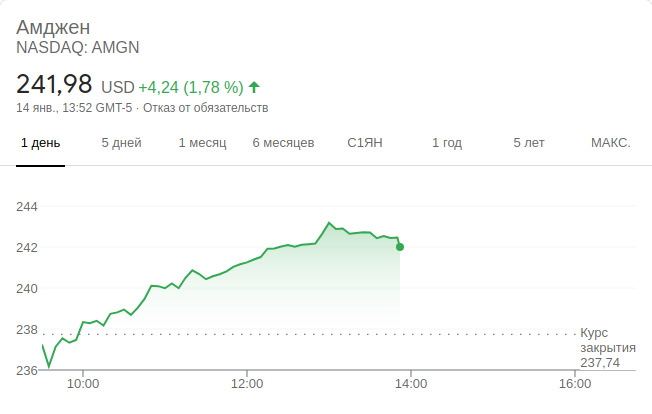 Амджен
NASDAQ: AMGN
241,98 USD +4,24 (1,78 %)
14 янв., 13:52 GMT-5 · Отказ от обязательств
1 день 5 дней 1 месяц 6 месяцев С1ЯН 1 год 5 лет МАКС.
244
242
240
238
Курс
закрытия
237,74
236
10:00 12:00 14:00 16:00